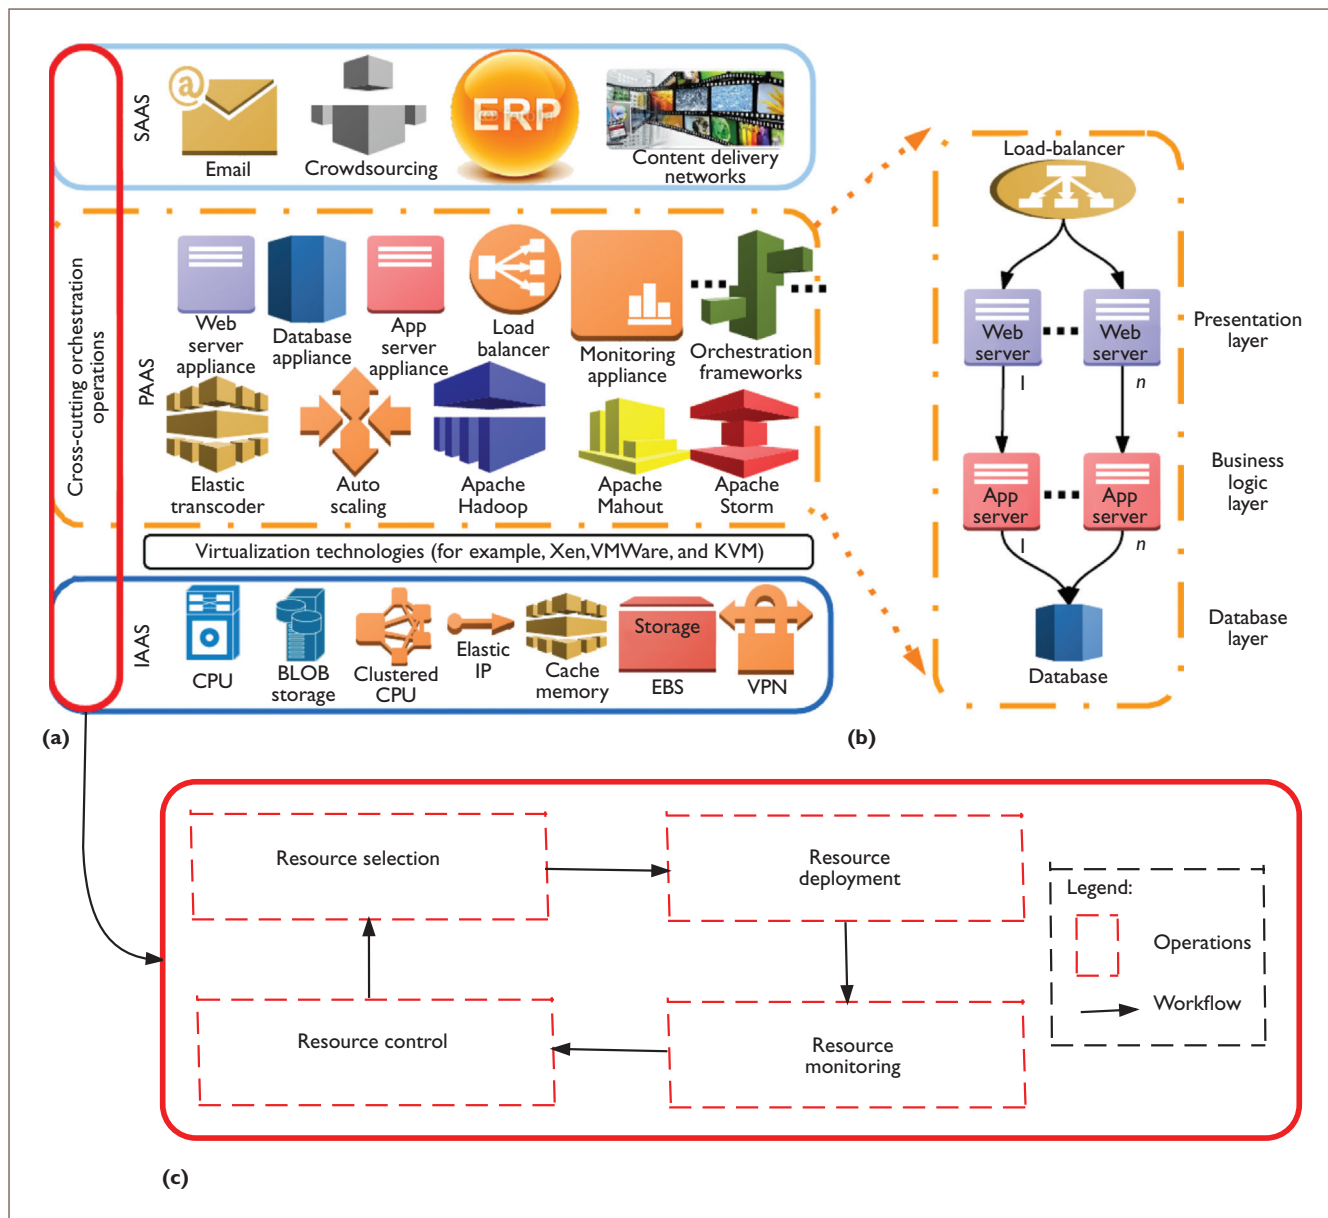 SAAS
@
Email
Crowdsourcing
ERP
Content delivery
networks
Cross-cutting orchestration
operations
PAAS
Web
server
appliance
Database
appliance
App
server
appliance
Load
balancer
Monitoring
appliance
Orchestration
frameworks
Elastic
transcoder
Auto
scaling
Apache
Hadoop
Apache
Mahout
Apache
Storm
Virtualization technologies (for example, Xen, VMWare, and KVM)
IAAS
CPU
BLOB
storage
Clustered
CPU
Elastic
IP
Cache
memory
Storage
EBS
VPN
(a)
Load-balancer
Web
server
1
Web
server
n
Presentation
layer
App
server
1
App
server
n
Business
logic
layer
Database
Database
layer
(b)
Resource selection
Resource
deployment
Resource control
Resource
monitoring
Legend:
Operations
Workflow
(c)